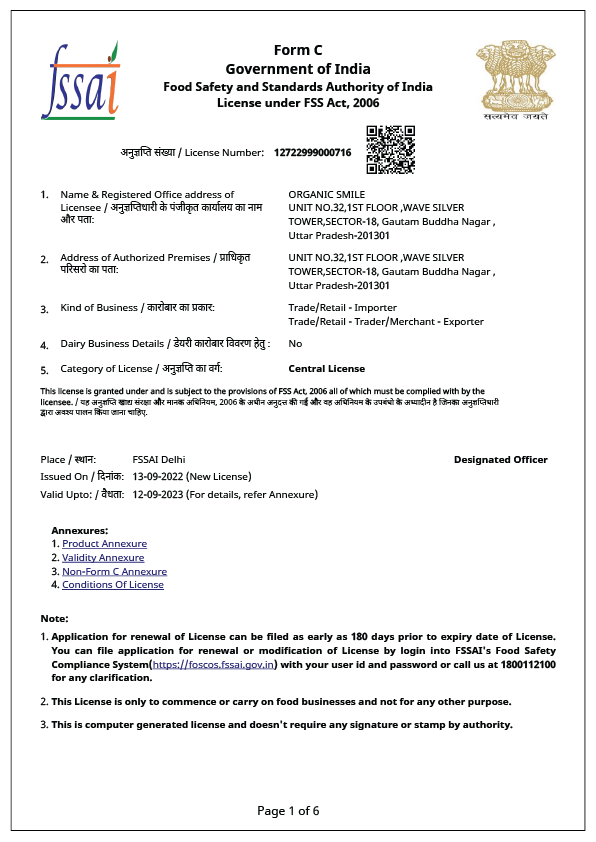 fssai
Form C
Government of India
Food Safety and Standards Authority of India
License under FSS Act, 2006
सत्यमेव जयते
अनुज्ञप्ति संख्या / License Number: 12722999000716
1. Name & Registered Office address of
Licensee / अनुज्ञप्तिधारी के पंजीकृत कार्यालय का नाम
और पता:
ORGANIC SMILE
UNIT NO.32,1ST FLOOR ,WAVE SILVER
TOWER,SECTOR-18, Gautam Buddha Nagar ,
Uttar Pradesh-201301
2. Address of Authorized Premises / प्राधिकृत
परिसरो का पता:
UNIT NO.32,1ST FLOOR ,WAVE SILVER
TOWER,SECTOR-18, Gautam Buddha Nagar ,
Uttar Pradesh-201301
3. Kind of Business / कारोबार का प्रकार:
Trade/Retail - Importer
Trade/Retail - Trader/Merchant - Exporter
4. Dairy Business Details / डेयरी कारोबार विवरण हेतु : No
5. Category of License / अनुज्ञप्ति का वर्ग: Central License
This license is granted under and is subject to the provisions of FSS Act, 2006 all of which must be complied with by the
licensee. / यह अनुज्ञप्ति खाद्य संरक्षा और मानक अधिनियम, 2006 के अधीन अनुदत्त की गई और वह अधिनियम के उपबंधो के अध्यादीन है जिनका अनुज्ञप्तिधारी
द्वारा अवश्य पालन किया जाना चाहिए.
Place / स्थान: FSSAI Delhi Designated Officer
Issued On / दिनांक: 13-09-2022 (New License)
Valid Upto: / वैधता: 12-09-2023 (For details, refer Annexure)
Annexures:
1. Product Annexure
2. Validity Annexure
3. Non-Form C Annexure
4. Conditions Of License
Note:
1. Application for renewal of License can be filed as early as 180 days prior to expiry date of License.
You can file application for renewal or modification of License by login into FSSAI's Food Safety
Compliance System(https://foscos.fssai.gov.in) with your user id and password or call us at 1800112100
for any clarification.
2. This License is only to commence or carry on food businesses and not for any other purpose.
3. This is computer generated license and doesn't require any signature or stamp by authority.
Page 1 of 6